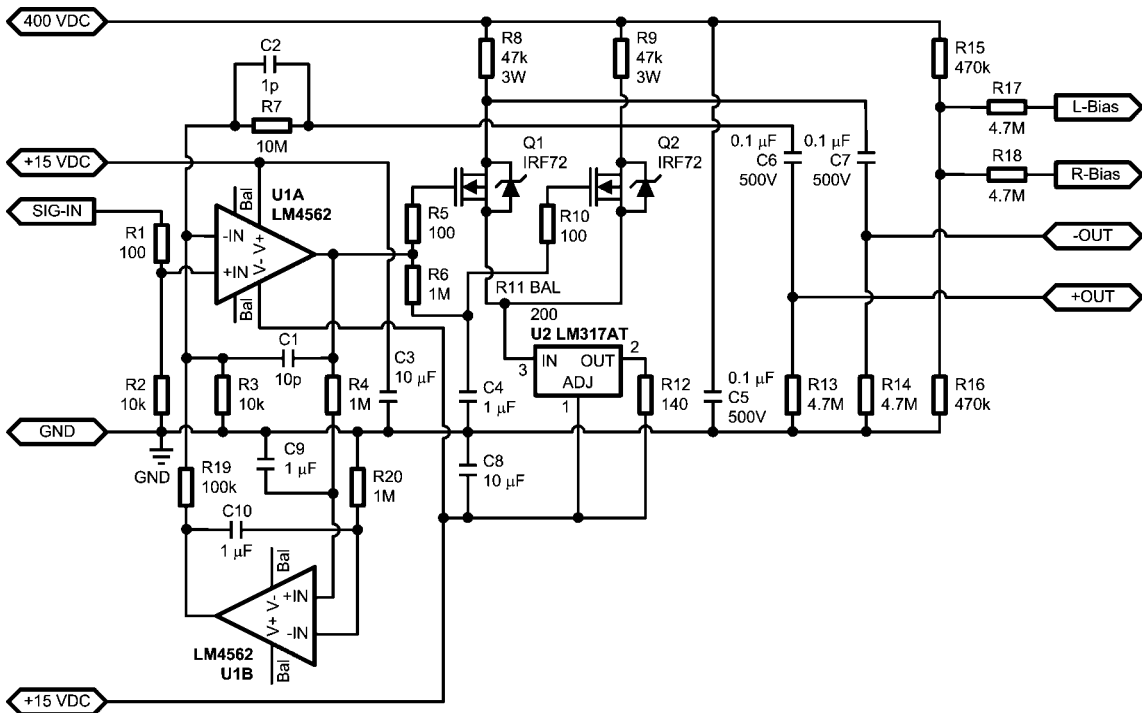 400 VDC
C2
1p
R7
10M
R8
47k
3W
R9
47k
3W
R15
470k
R17
4.7M
L-Bias
+15 VDC
Q1
IRF72
Q2
IRF72
0.1 µF
C6
500V
0.1 µF
C7
500V
R18
4.7M
R-Bias
SIG-IN
Bal
U1A
LM4562
R1
100
-IN
V+
V-
+IN
Bal
R5
100
R6
1M
R10
100
-OUT
+OUT
R11 BAL
200
U2 LM317AT
IN
OUT
ADJ
3
2
1
C1
10p
C3
10 µF
R2
10k
R3
10k
R4
1M
C4
1 µF
R12
140
0.1 µF
C5
500V
R13
4.7M
R14
4.7M
R16
470k
GND
GND
R19
100k
C9
1 µF
R20
1M
C8
10 µF
C10
1 µF
Bal
V-
V+
+IN
-IN
Bal
LM4562
U1B
+15 VDC